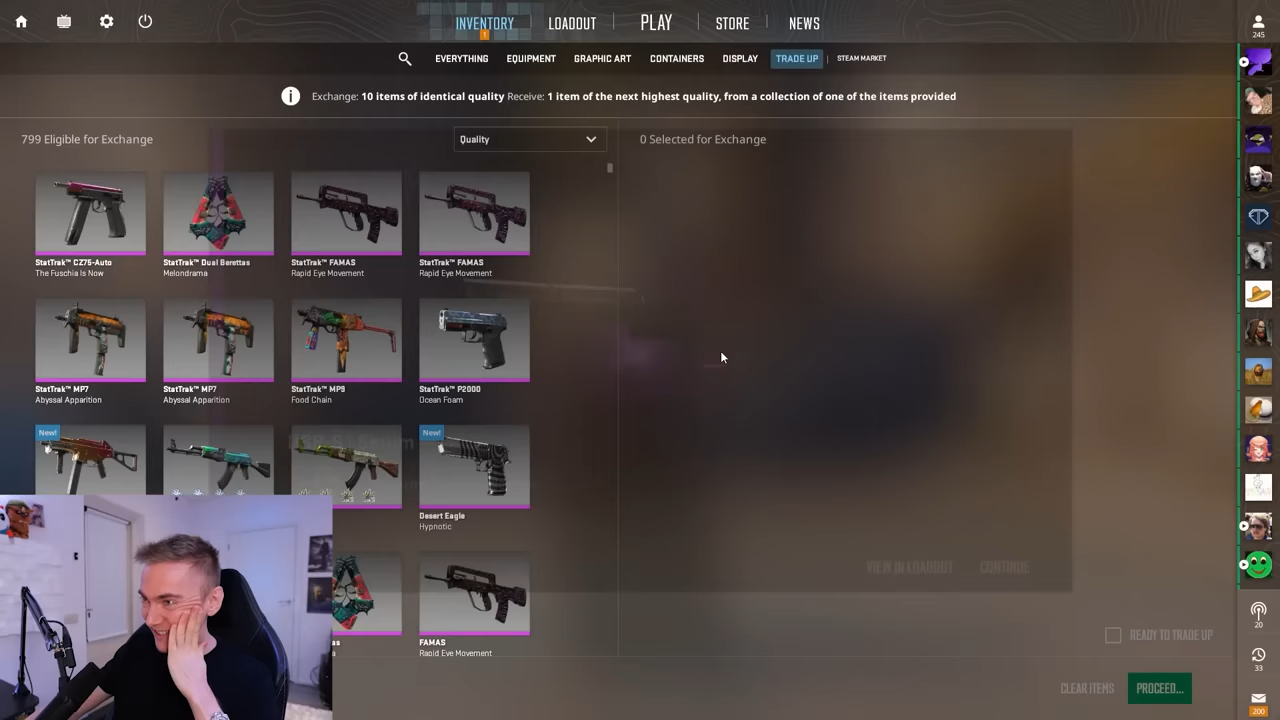 INVENTORY
1
LOADOUT
PLAY
STORE
NEWS
245
EVERYTHING
EQUIPMENT
GRAPHIC ART
CONTAINERS
DISPLAY
TRADE UP
STEAM MARKET
i Exchange: 10 items of identical quality Receive: 1 item of the next highest quality, from a collection of one of the items provided
799 Eligible for Exchange
Quality
0 Selected for Exchange
StatTrak™ CZ75-Auto
The Fuschia Is Now
StatTrak™ Dual Berettas
Melondrama
StatTrak™ FAMAS
Rapid Eye Movement
StatTrak™ FAMAS
Rapid Eye Movement
StatTrak™ MP7
Abyssal Apparition
StatTrak™ MP7
Abyssal Apparition
StatTrak™ MP9
Food Chain
StatTrak™ P2000
Ocean Foam
New!
New!
Desert Eagle
Hypnotic
FAMAS
Rapid Eye Movement
VIEW IN LOADOUT
CONTINUE
READY TO TRADE UP
CLEAR ITEMS
PROCEED...
20
33
200